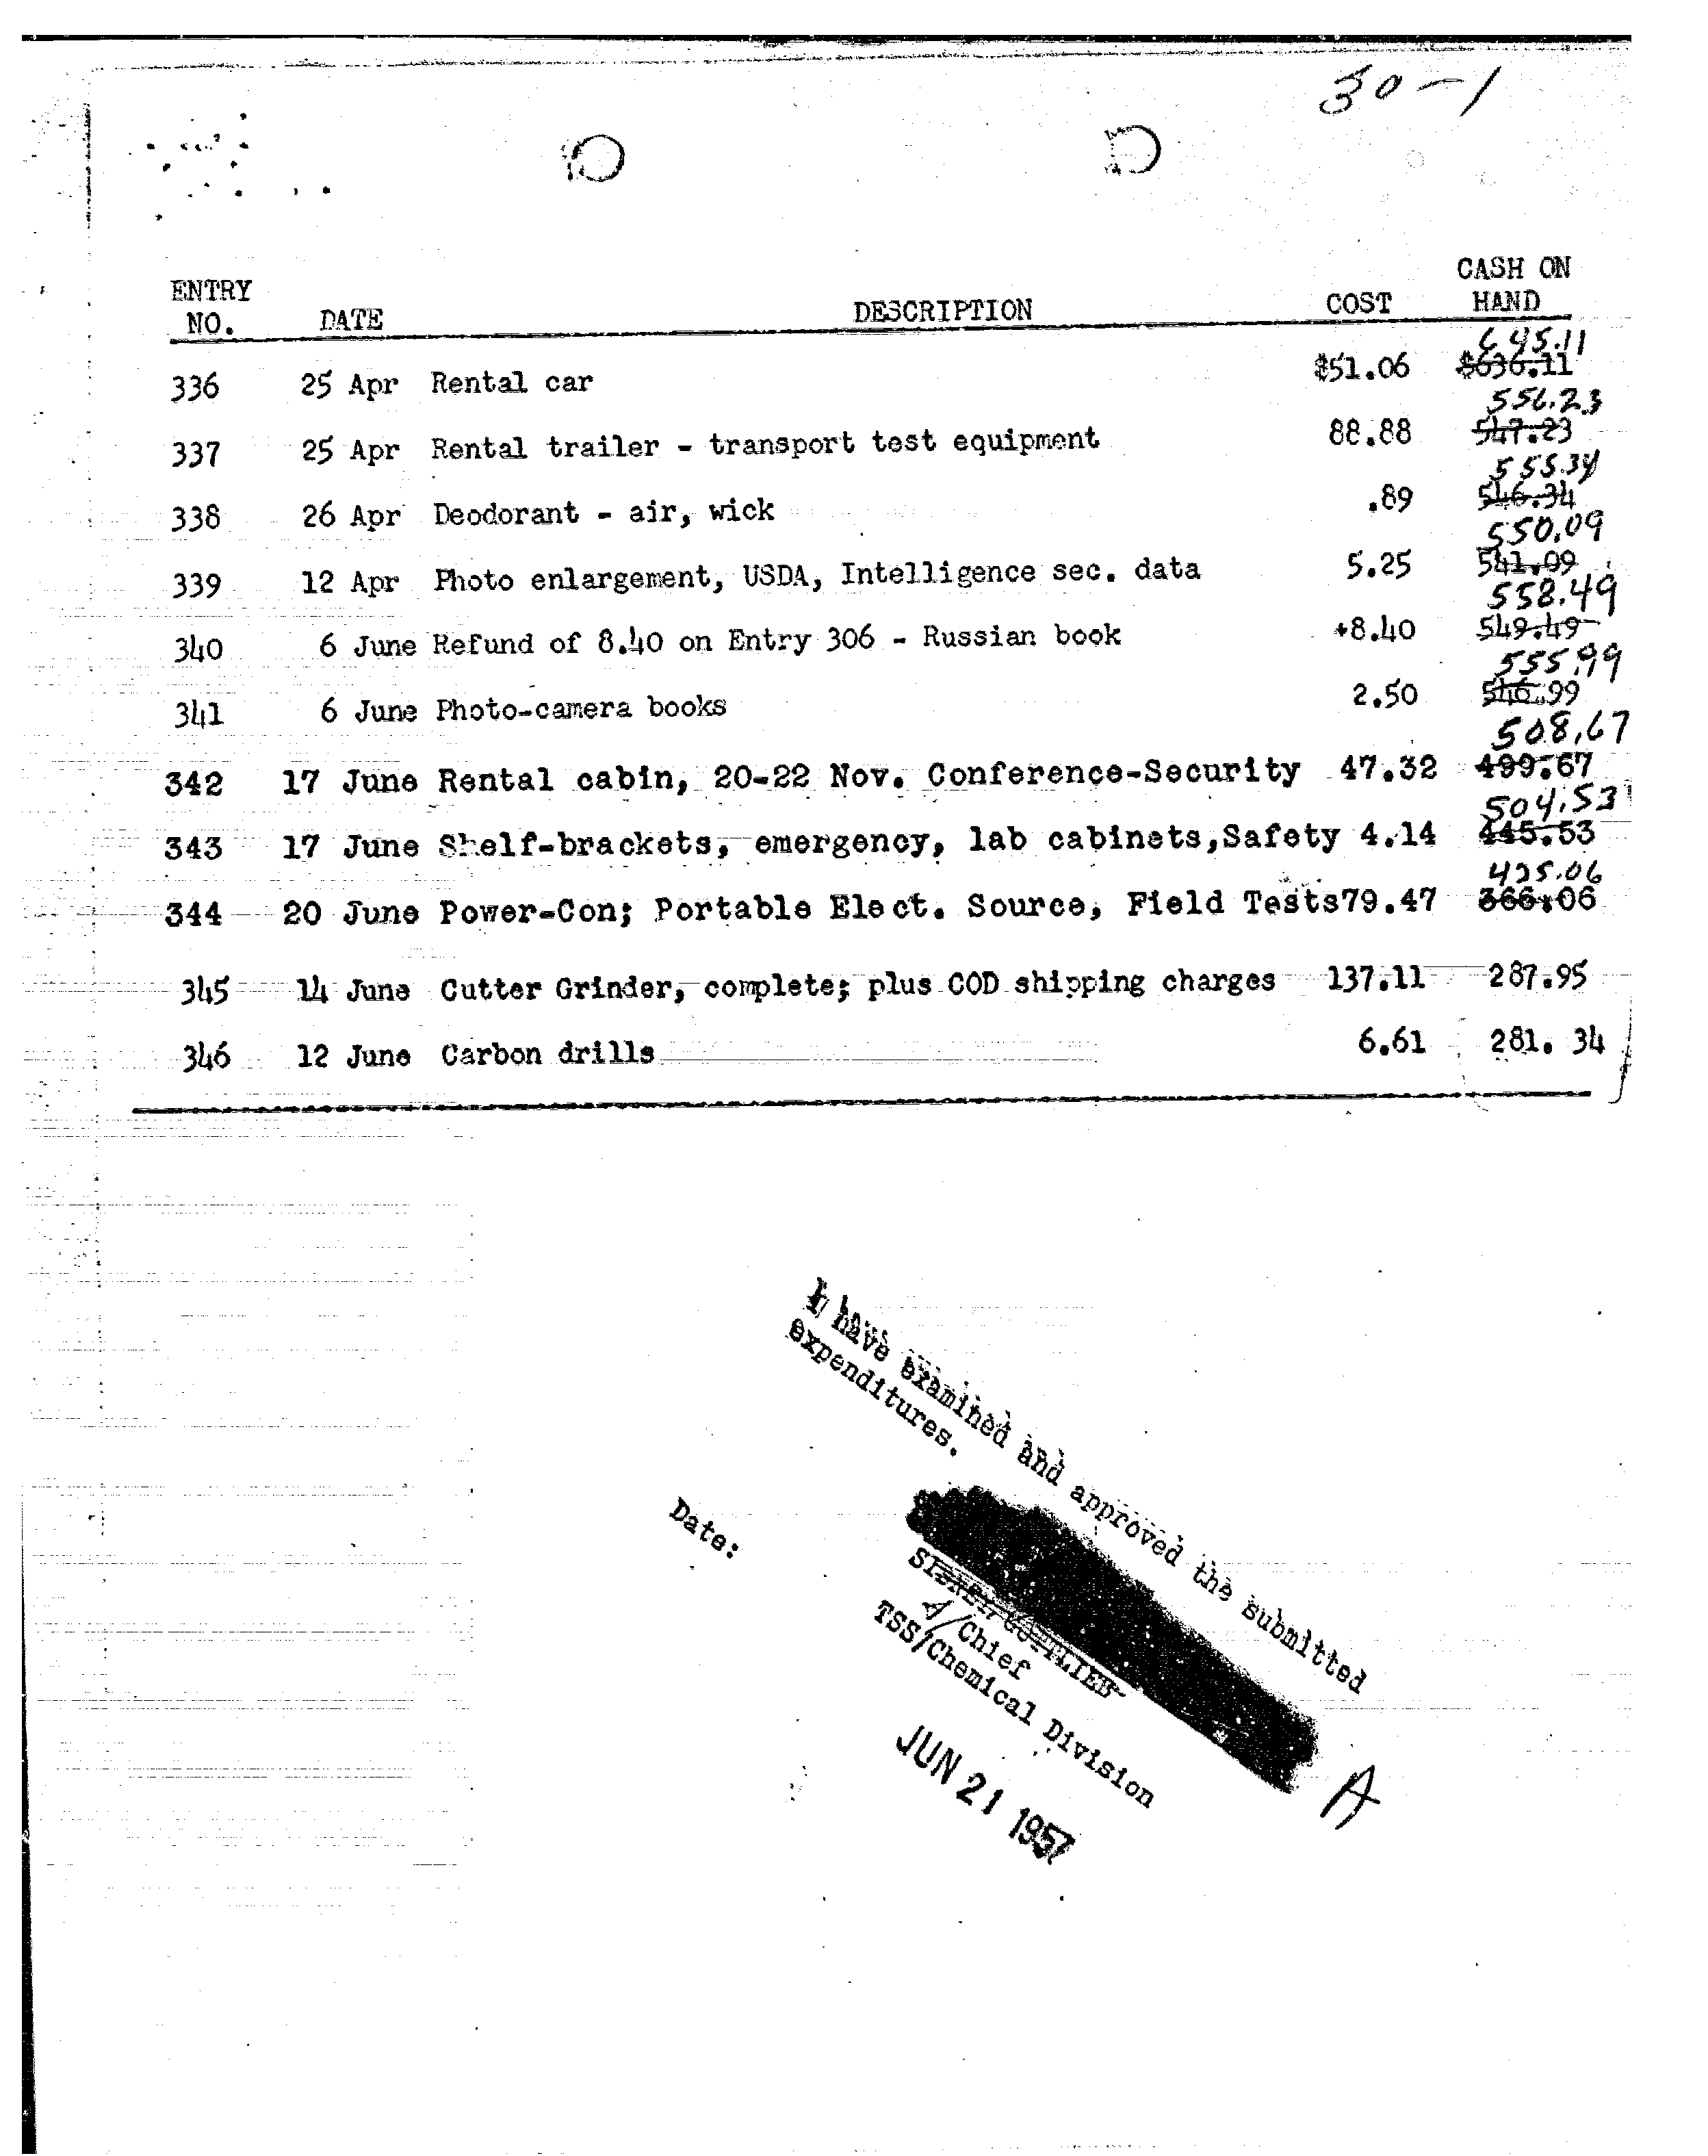 30-1
CASH ON
ENTRY
NO. DATE DESCRIPTION COST HAND
645.11
336 25 Apr Rental car $51.06 $636.11
556.23
337 25 Apr Rental trailer - transport test equipment 88.88 547.23
555.34
338 26 Apr Deodorant - air, wick .89 546.34
550.09
339 12 Apr Photo enlargement, USDA, Intelligence sec. data 5.25 541.09
558.49
340 6 June Refund of 8.40 on Entry 306 - Russian book +8.40 549.49
555.99
341 6 June Photo-camera books 2.50 546.99
508.67
342 17 June Rental cabin, 20-22 Nov. Conference-Security 47.32 499.67
504.53
343 17 June Shelf-brackets, emergency, lab cabinets,Safety 4.14 445.53
425.06
344 20 June Power-Con; Portable Elect. Source, Field Tests79.47 366.06
345 14 June Cutter Grinder, complete; plus COD shipping charges 137.11 287.95
346 12 June Carbon drills 6.61 281. 34
I have examined and approved the submitted
expenditures.
Date:
SIDNEY GOTTLIEB
/Chief
TSS/Chemical Division
JUN 21 1957
A